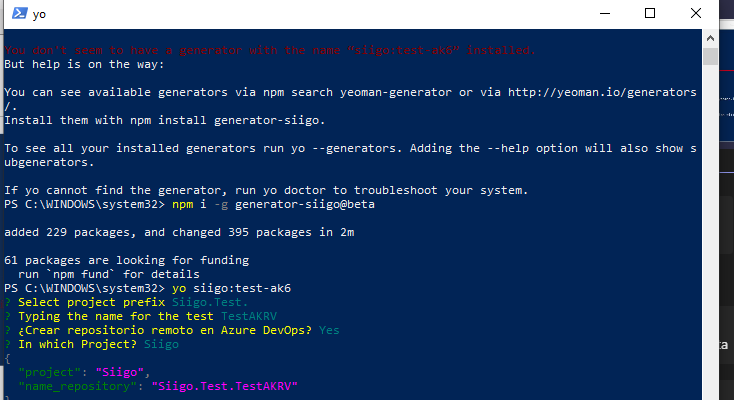 yo
You don't seem to have a generator with the name "siigo:test-ak6" installed.
But help is on the way:
You can see available generators via npm search yeoman-generator or via http://yeoman.io/generators
/.
Install them with npm install generator-siigo.
To see all your installed generators run yo --generators. Adding the --help option will also show s
ubgenerators.
If yo cannot find the generator, run yo doctor to troubleshoot your system.
PS C:\WINDOWS\system32> npm i -g generator-siigo@beta
added 229 packages, and changed 395 packages in 2m
61 packages are looking for funding
  run `npm fund` for details
PS C:\WINDOWS\system32> yo siigo:test-ak6
? Select project prefix Siigo.Test.
? Typing the name for the test TestAKRV
? ¿Crear repositorio remoto en Azure DevOps? Yes
? In which Project? Siigo
{
  "project": "Siigo",
  "name_repository": "Siigo.Test.TestAKRV"